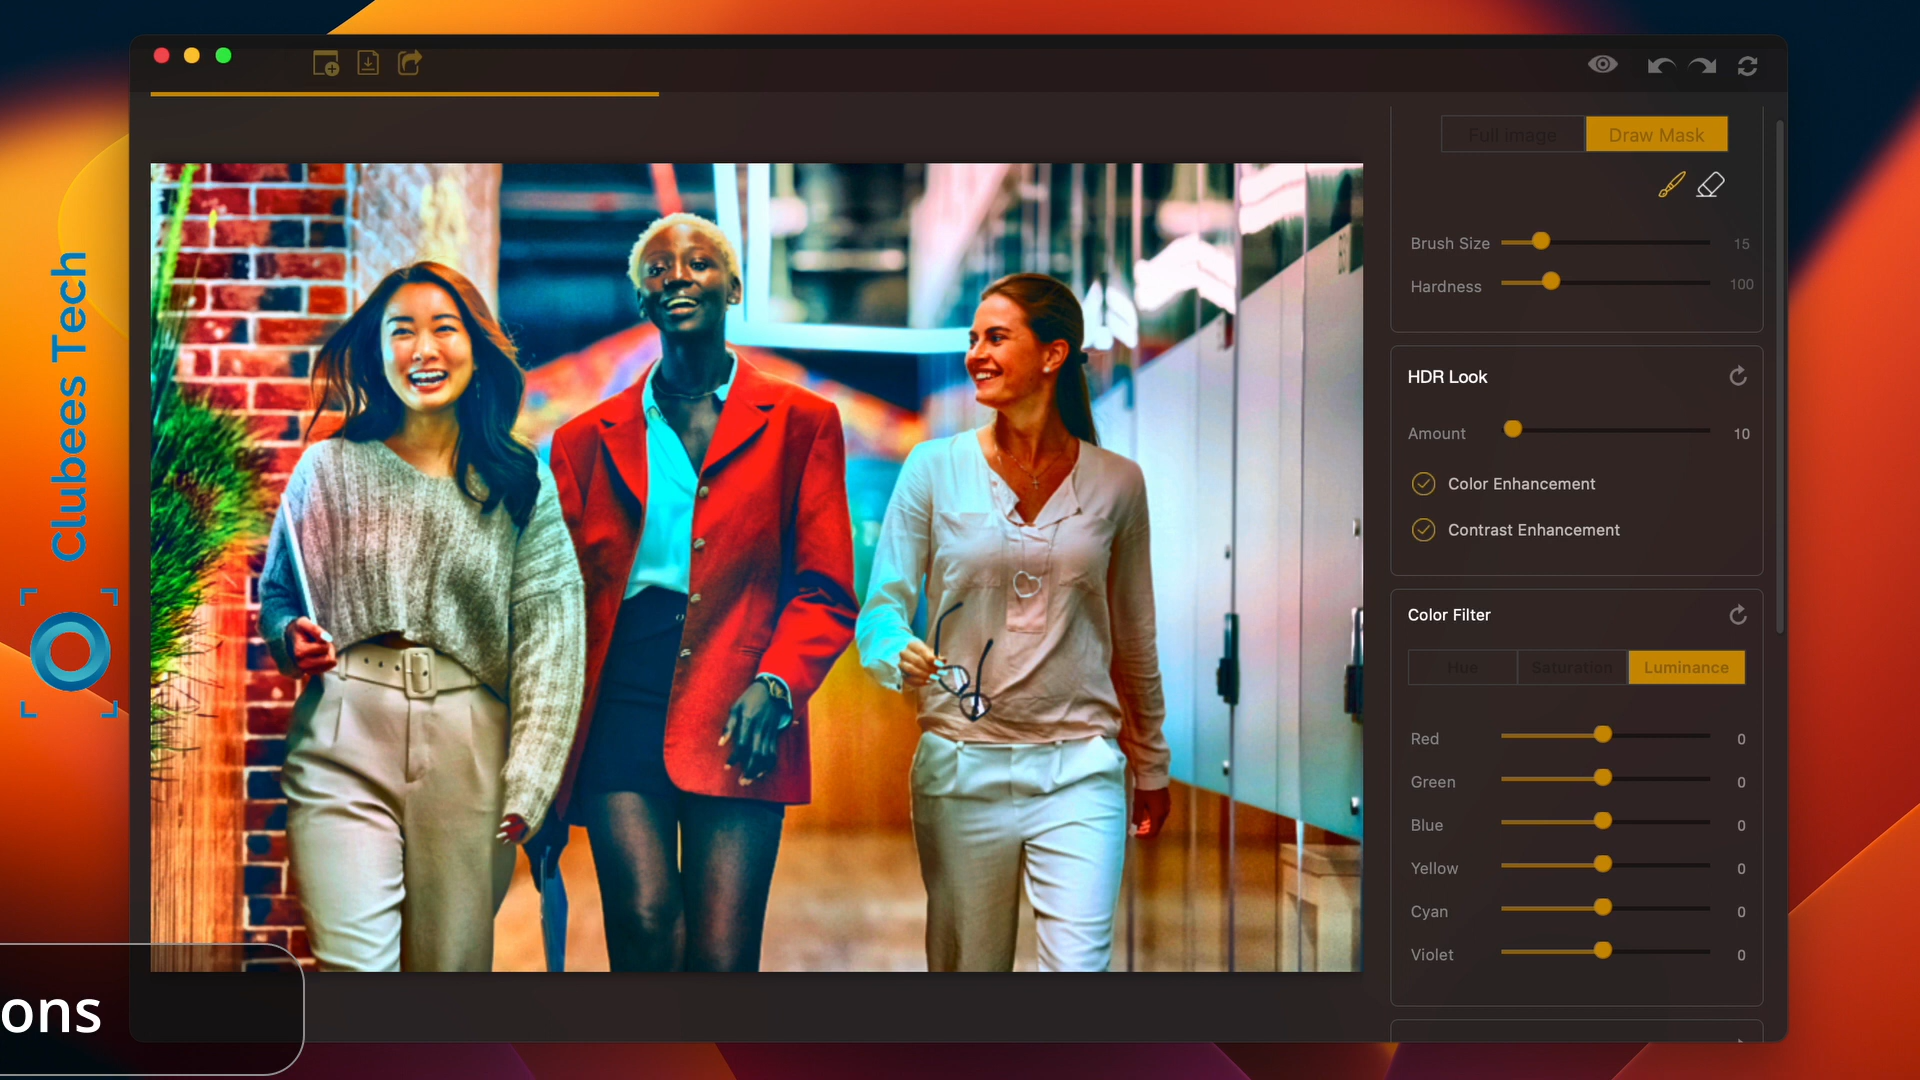 Full Image
Draw Mask
Brush Size 15
Hardness 100
HDR Look
Amount 10
Color Enhancement
Contrast Enhancement
Color Filter
Hue
Saturation
Luminance
Red 0
Green 0
Blue 0
Yellow 0
Cyan 0
Violet 0
Clubees Tech
ons